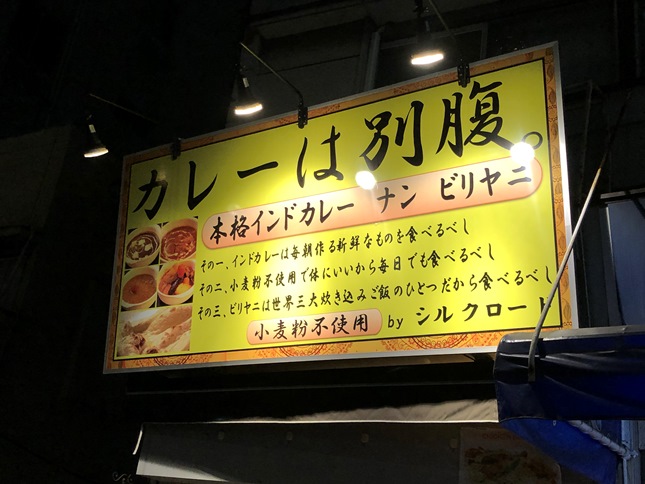 カレーは別腹。
本格インドカレー ナン ビリヤニ
その一、インドカレーは毎朝作る新鮮なものを食べるべし
その二、小麦粉不使用で体にいいから毎日でも食べるべし
その三、ビリヤニは世界三大炊き込みご飯のひとつだから食べるべし
小麦粉不使用 by シルクロード